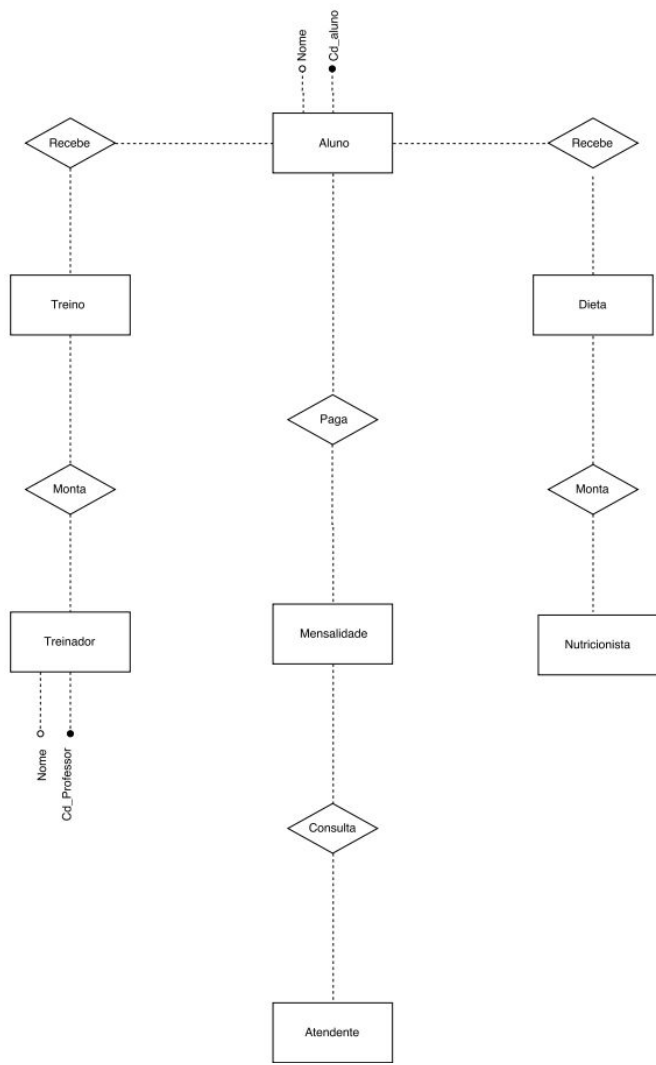 Nome
Cd_aluno
Recebe
Aluno
Recebe
Treino
Dieta
Paga
Monta
Monta
Treinador
Mensalidade
Nutricionista
Nome
Cd_Professor
Consulta
Atendente